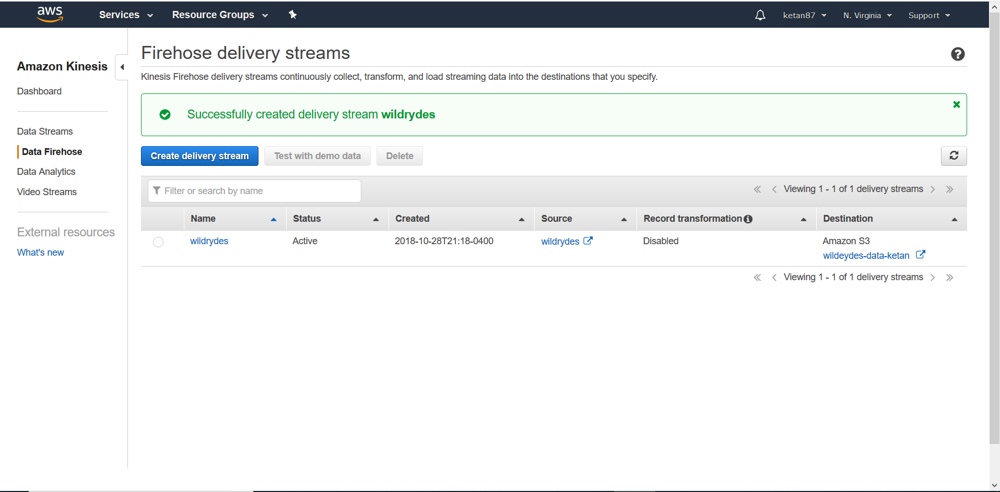 aws Services Resource Groups ketan87 N. Virginia Support
Amazon Kinesis
Dashboard
Data Streams
Data Firehose
Data Analytics
Video Streams
External resources
What's new
Firehose delivery streams
Kinesis Firehose delivery streams continuously collect, transform, and load streaming data into the destinations that you specify.
Successfully created delivery stream wildrydes
Create delivery stream Test with demo data Delete
Filter or search by name Viewing 1 - 1 of 1 delivery streams
Name Status Created Source Record transformation Destination
wildrydes Active 2018-10-28T21:18-0400 wildrydes Disabled Amazon S3
wildeydes-data-ketan
Viewing 1 - 1 of 1 delivery streams